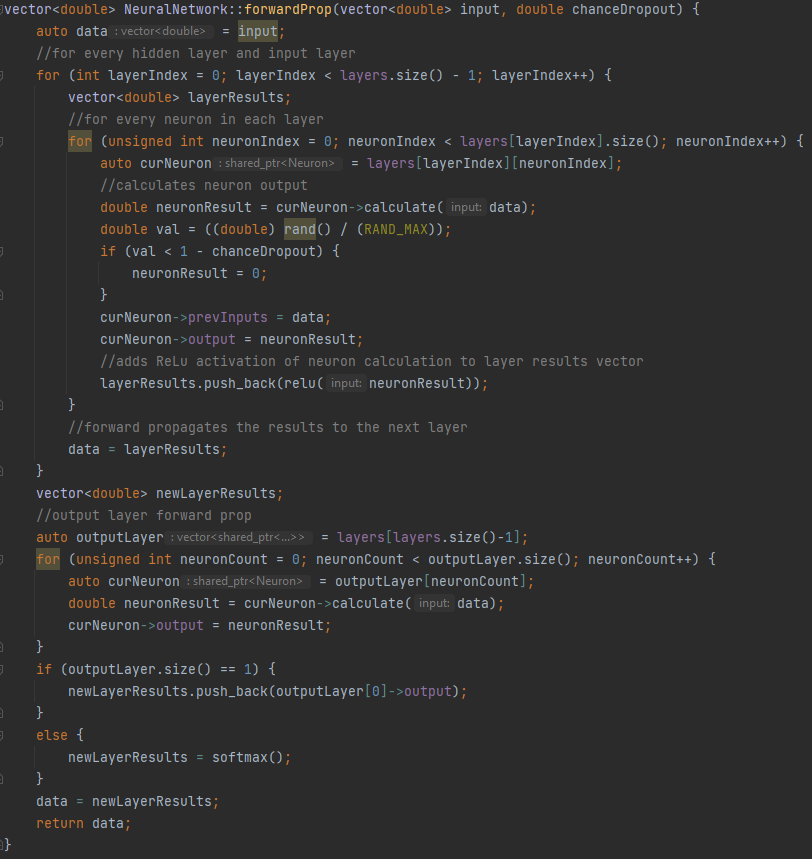 vector<double> NeuralNetwork::forwardProp(vector<double> input, double chanceDropout) {
    auto data : vector<double> = input;
    //for every hidden layer and input layer
    for (int layerIndex = 0; layerIndex < layers.size() - 1; layerIndex++) {
        vector<double> layerResults;
        //for every neuron in each layer
        for (unsigned int neuronIndex = 0; neuronIndex < layers[layerIndex].size(); neuronIndex++) {
            auto curNeuron : shared_ptr<Neuron> = layers[layerIndex][neuronIndex];
            //calculates neuron output
            double neuronResult = curNeuron->calculate( input: data);
            double val = ((double) rand() / (RAND_MAX));
            if (val < 1 - chanceDropout) {
                neuronResult = 0;
            }
            curNeuron->prevInputs = data;
            curNeuron->output = neuronResult;
            //adds ReLu activation of neuron calculation to layer results vector
            layerResults.push_back(relu( input: neuronResult));
        }
        //forward propagates the results to the next layer
        data = layerResults;
    }
    vector<double> newLayerResults;
    //output layer forward prop
    auto outputLayer : vector<shared_ptr<...>> = layers[layers.size()-1];
    for (unsigned int neuronCount = 0; neuronCount < outputLayer.size(); neuronCount++) {
        auto curNeuron : shared_ptr<Neuron> = outputLayer[neuronCount];
        double neuronResult = curNeuron->calculate( input: data);
        curNeuron->output = neuronResult;
    }
    if (outputLayer.size() == 1) {
        newLayerResults.push_back(outputLayer[0]->output);
    }
    else {
        newLayerResults = softmax();
    }
    data = newLayerResults;
    return data;
}